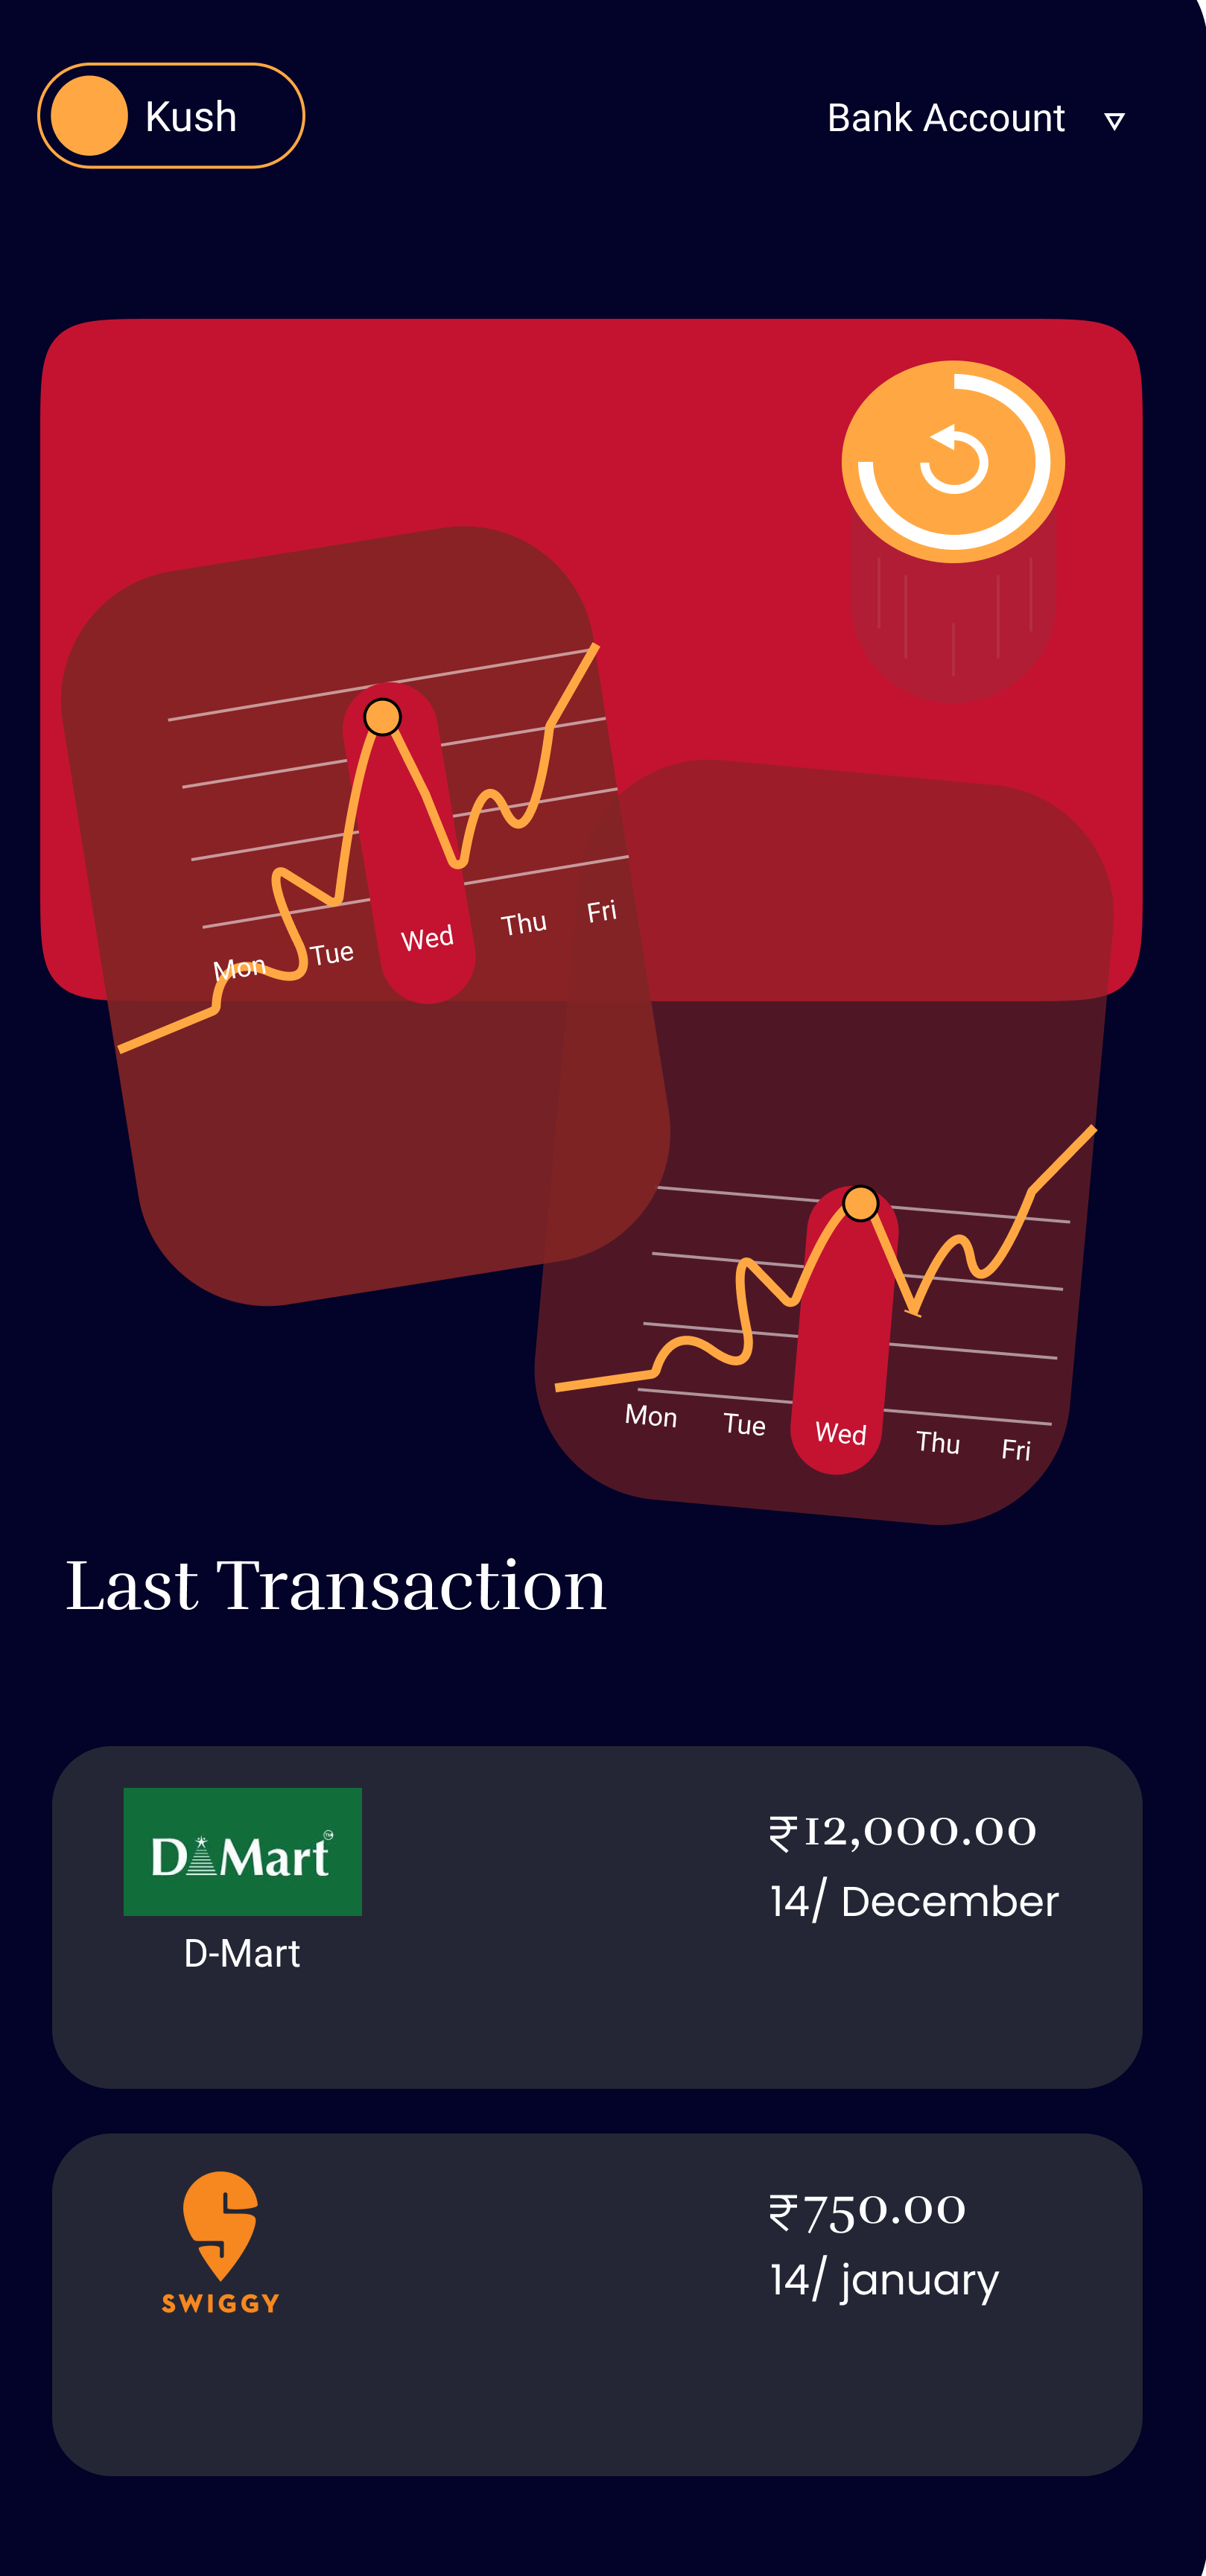 Kush
Bank Account
Mon Tue Wed Thu Fri
Mon Tue Wed Thu Fri
Last Transaction
D Mart™
D-Mart
₹12,000.00
14/ December
SWIGGY
₹750.00
14/ january